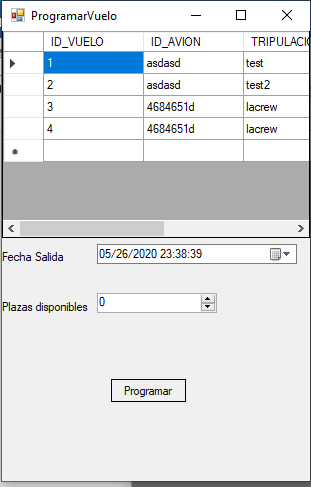 ProgramarVuelo
ID_VUELO ID_AVION TRIPULACIO
1 asdasd test
2 asdasd test2
3 4684651d lacrew
4 4684651d lacrew
*
Fecha Salida 05/26/2020 23:38:39
Plazas disponibles 0
Programar